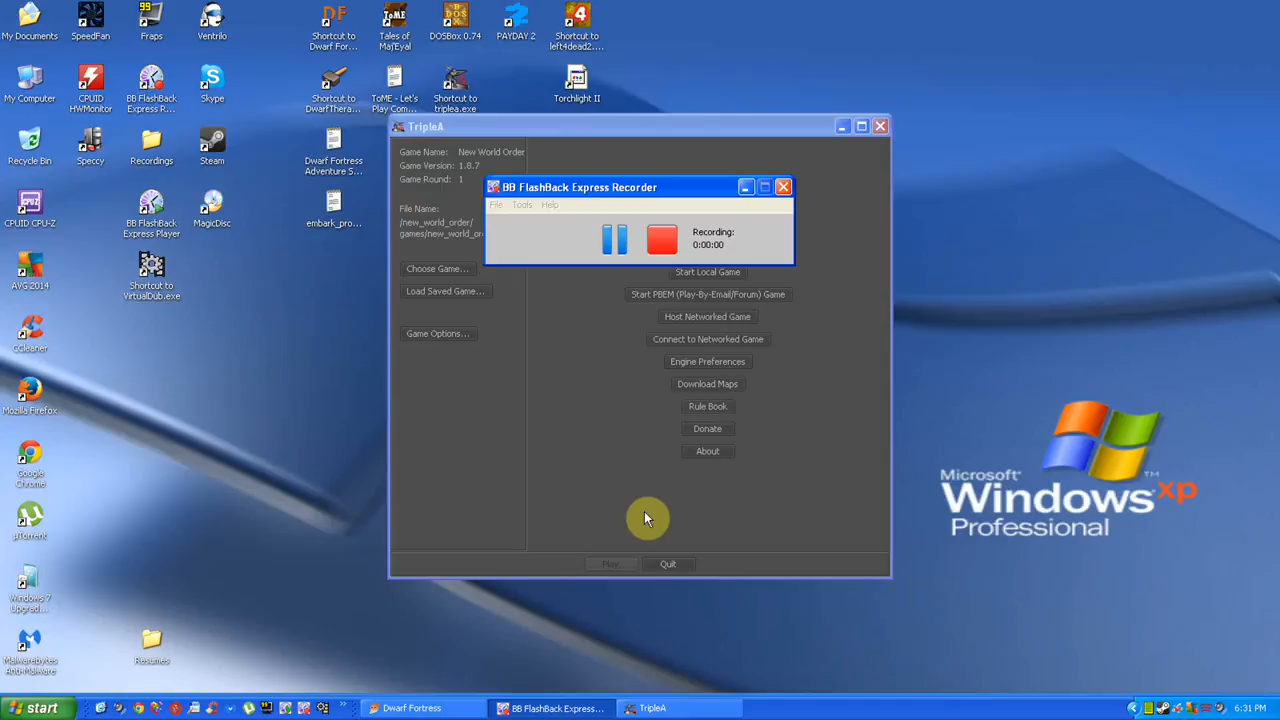 My Documents
SpeedFan
99
Fraps
Ventrilo
DF
Shortcut to
Dwarf For...
ToME
Tales of
Maj'Eyal
DOSBox 0.74
PAYDAY 2
4
Shortcut to
left4dead2....
My Computer
CPUID
HWMonitor
BB FlashBack
Express R...
Skype
Shortcut to
DwarfThera...
ToME - Let's
Play Com...
Shortcut to
triplea.exe
Torchlight II
Recycle Bin
Speccy
Recordings
Steam
Dwarf Fortress
Adventure S...
CPUID CPU-Z
BB FlashBack
Express Player
MagicDisc
embark_pro...
AVG 2014
Shortcut to
VirtualDub.exe
CCleaner
Mozilla Firefox
Google
Chrome
µTorrent
Windows 7
Upgrad...
Malwarebytes
Anti-Malware
Resumes
TripleA
Game Name: New World Order
Game Version: 1.8.7
Game Round: 1
File Name:
/new_world_order/
games/new_world_or
Choose Game...
Load Saved Game...
Game Options...
BB FlashBack Express Recorder
File Tools Help
Recording:
0:00:00
Start Local Game
Start PBEM (Play-By-Email/Forum) Game
Host Networked Game
Connect to Networked Game
Engine Preferences
Download Maps
Rule Book
Donate
About
Play
Quit
Microsoft
Windows xp
Professional
start
Dwarf Fortress
BB FlashBack Express...
TripleA
6:31 PM